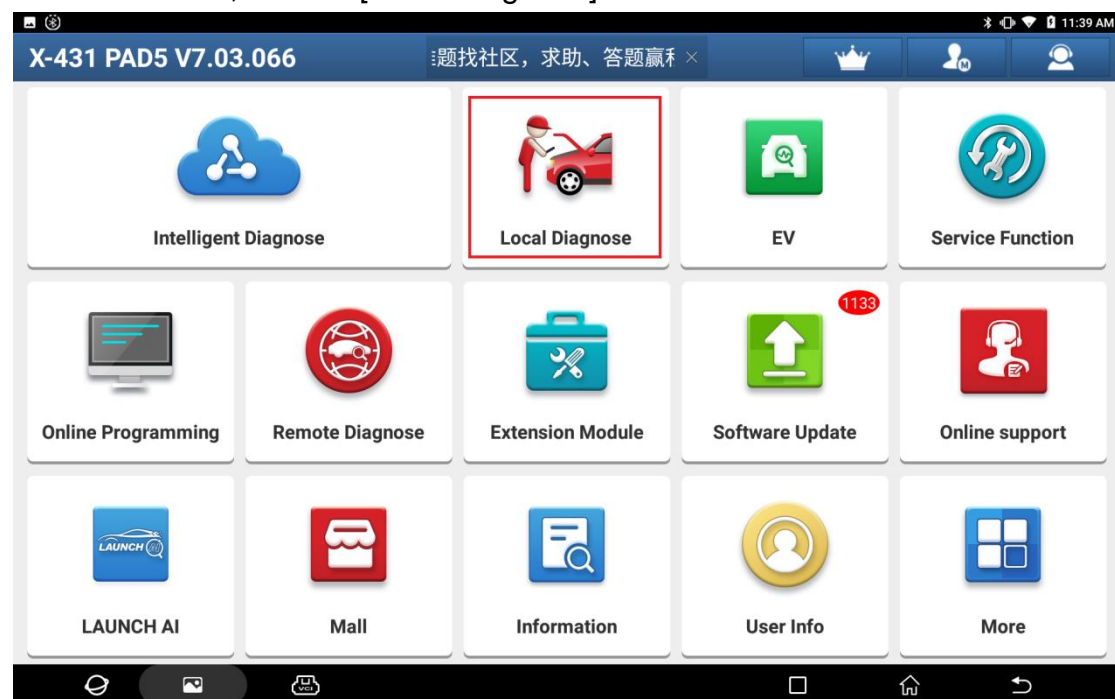 11:39 AM
X-431 PAD5 V7.03.066
题找社区，求助、答题赢
Intelligent Diagnose
Local Diagnose
EV
Service Function
1133
Online Programming
Remote Diagnose
Extension Module
Software Update
Online support
LAUNCH
LAUNCH AI
Mall
Information
User Info
More
VCI